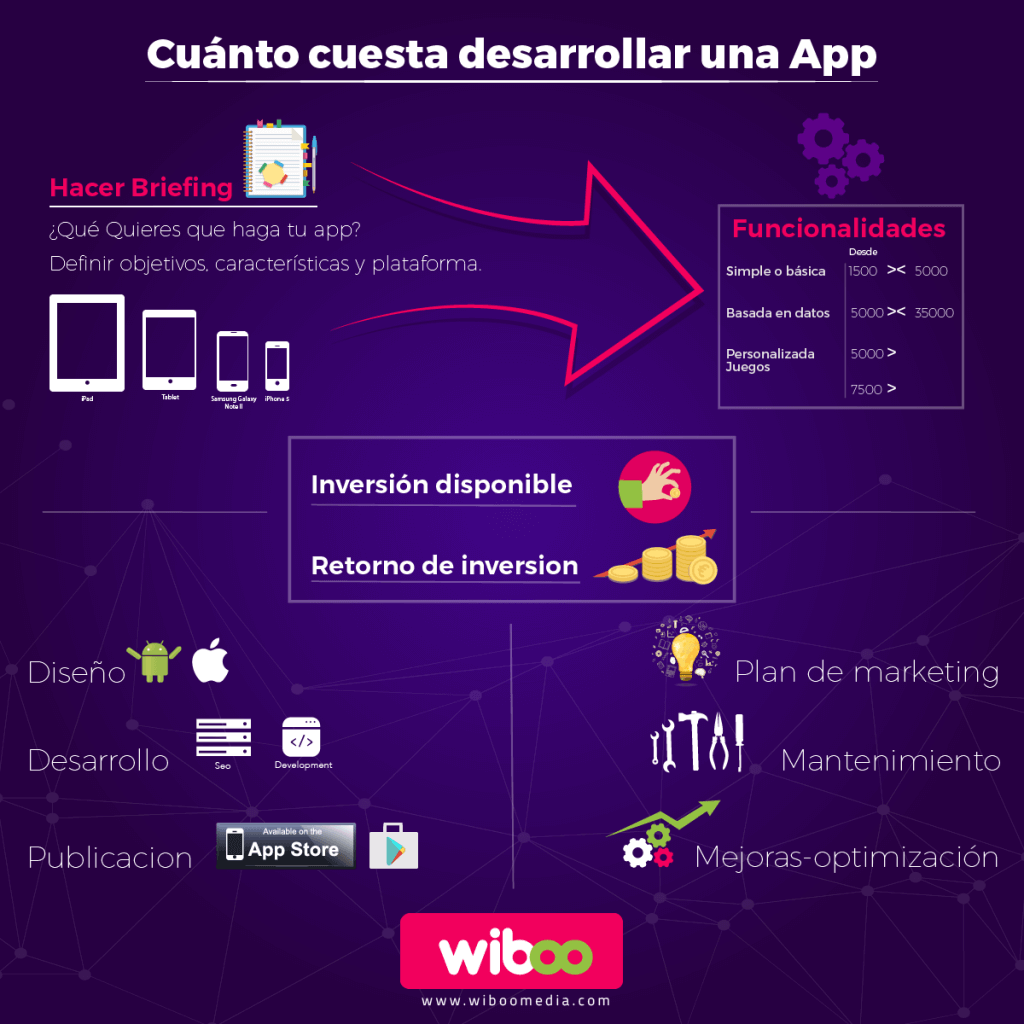 Cuánto cuesta desarrollar una App
Hacer Briefing
¿Qué Quieres que haga tu app?
Definir objetivos, características y plataforma.
iPad
Tablet
Samsung Galaxy
Note II
iPhone 5
Funcionalidades
Desde
Simple o básica 1500 >< 5000
Basada en datos 5000 >< 35000
Personalizada 5000 >
Juegos
7500 >
Inversión disponible
Retorno de inversion
Diseño
Desarrollo
Seo
Development
Publicacion
Available on the
App Store
Plan de marketing
Mantenimiento
Mejoras-optimización
wiboo
www.wiboomedia.com